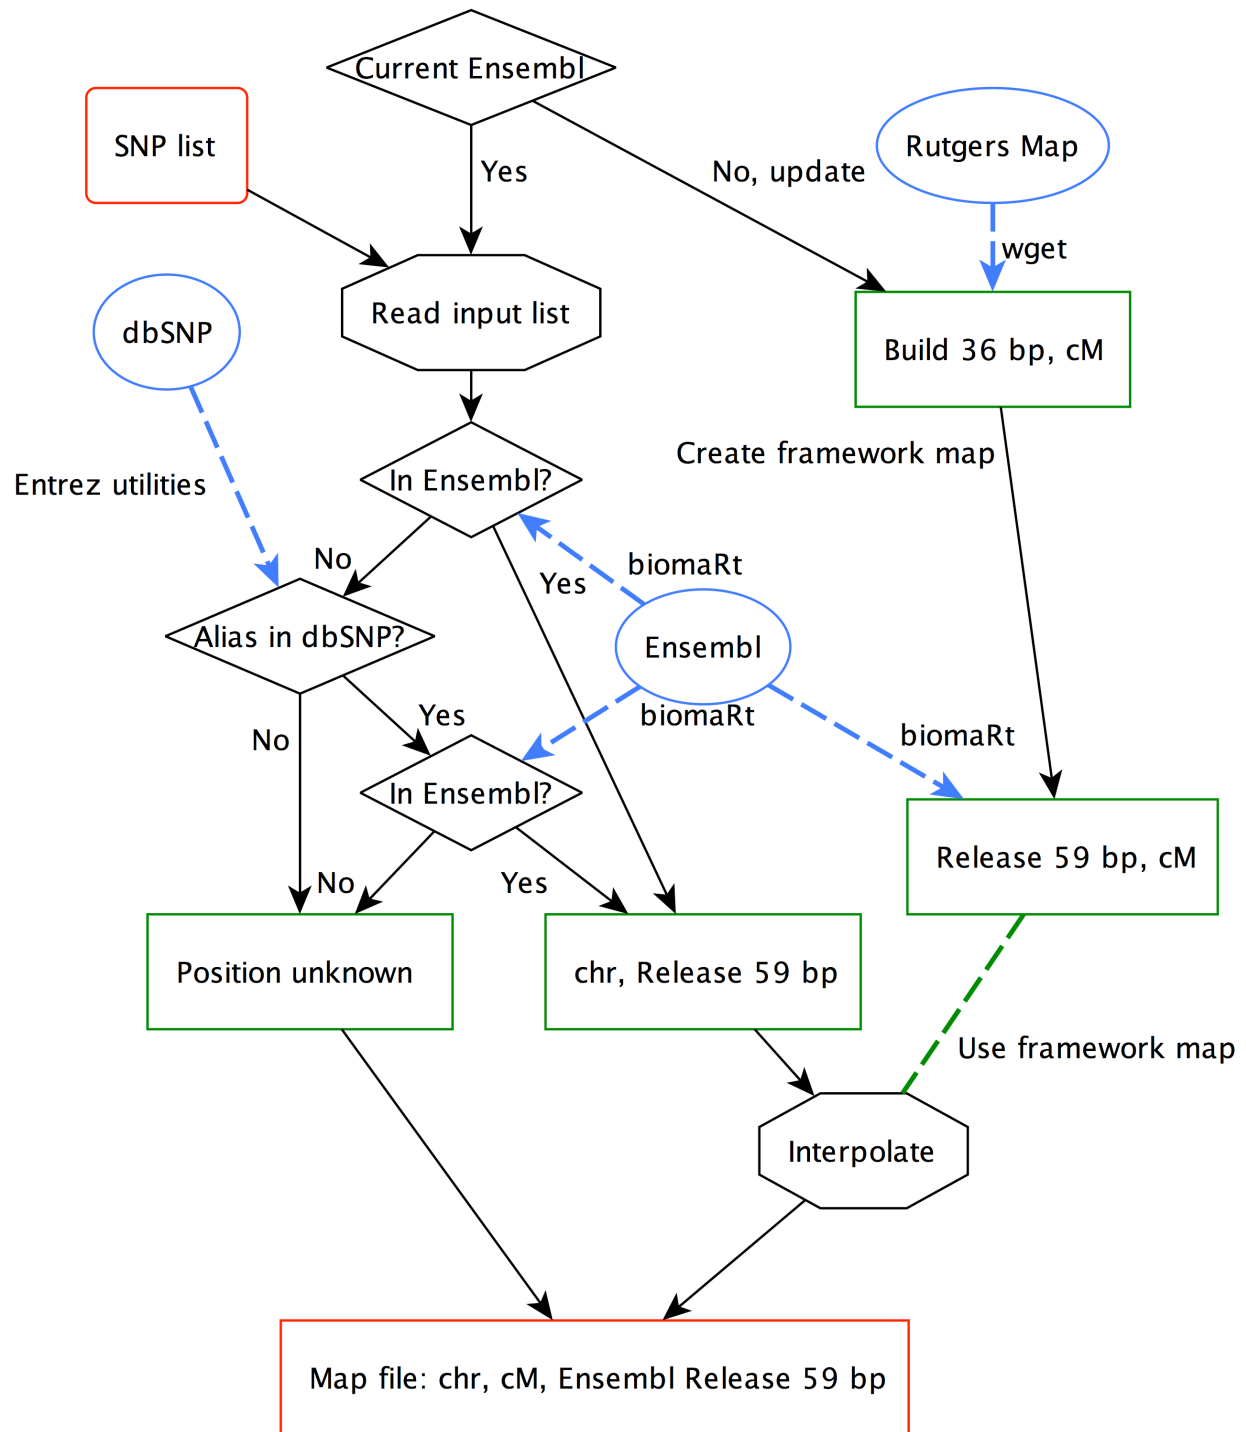 Current Ensembl
SNP list
Rutgers Map
Yes
No, update
wget
Read input list
dbSNP
Build 36 bp, cM
Create framework map
In Ensembl?
Entrez utilities
No
biomaRt
Yes
Alias in dbSNP?
Ensembl
Yes
biomaRt
No
biomaRt
In Ensembl?
Release 59 bp, cM
No
Yes
Position unknown
chr, Release 59 bp
Use framework map
Interpolate
Map file: chr, cM, Ensembl Release 59 bp